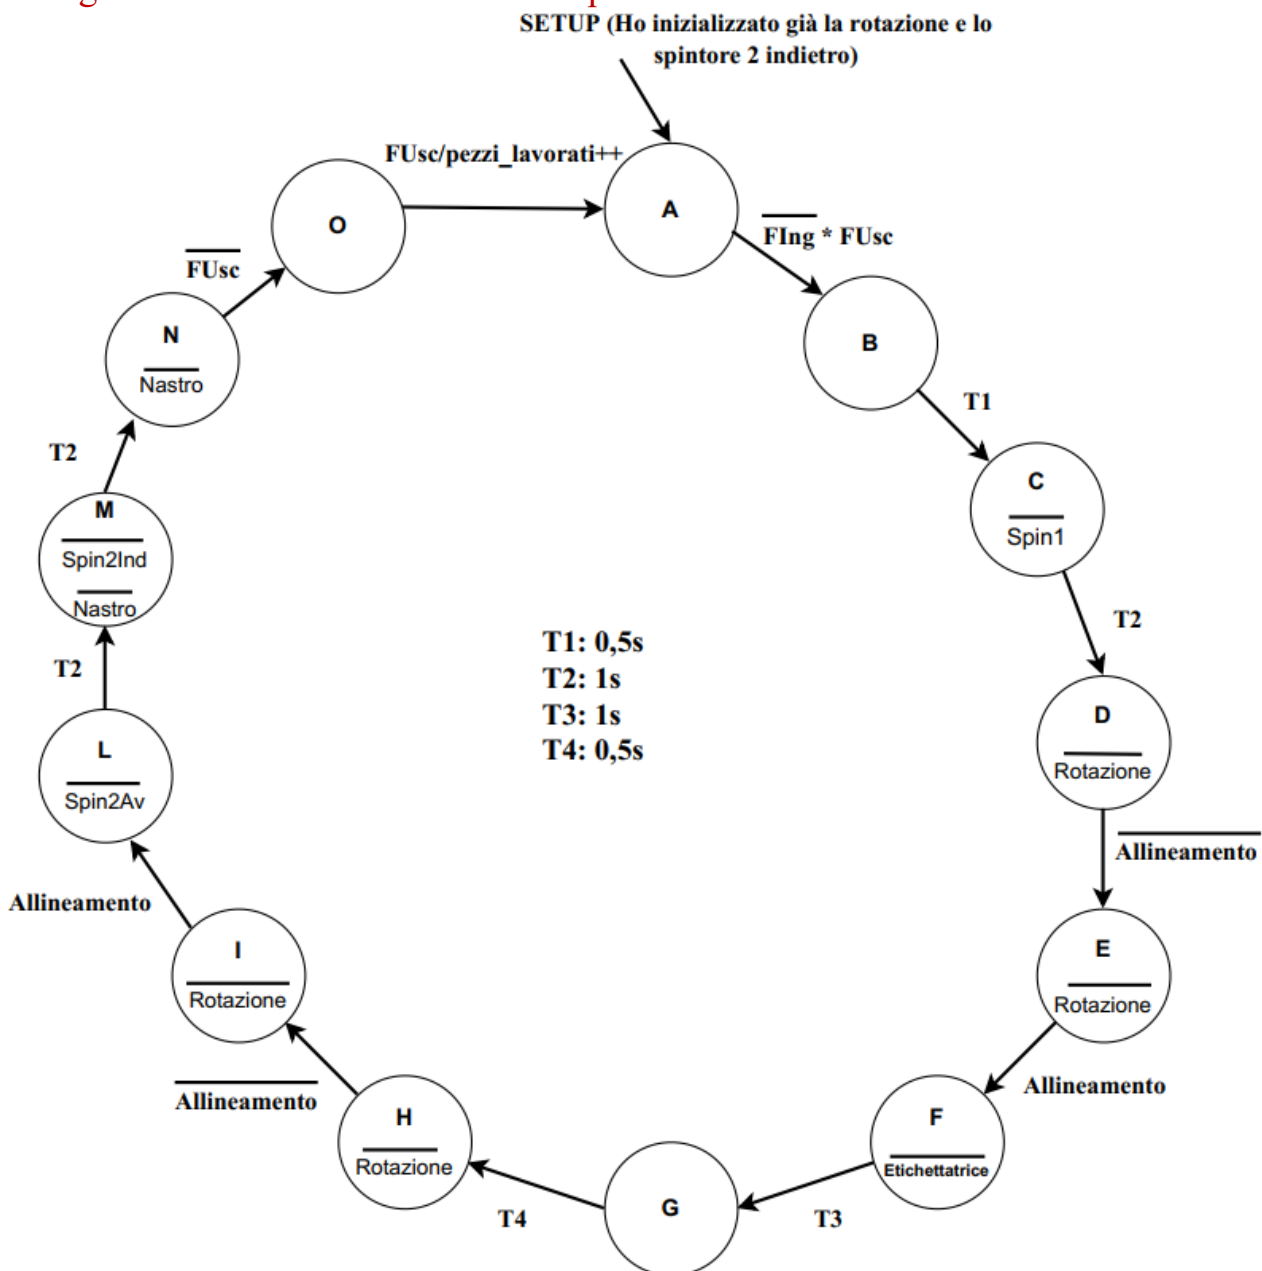 SETUP (Ho inizializzato già la rotazione e lo
spintore 2 indietro)
FUsc/pezzi_lavorati++
A
O
FIng * FUsc
FUsc
B
N
Nastro
T1
T2
C
Spin1
M
Spin2Ind
Nastro
T2
T1: 0,5s
T2: 1s
T3: 1s
T4: 0,5s
T2
D
Rotazione
L
Spin2Av
Allineamento
Allineamento
E
Rotazione
I
Rotazione
Allineamento
Allineamento
F
Etichettatrice
H
Rotazione
G
T4
T3